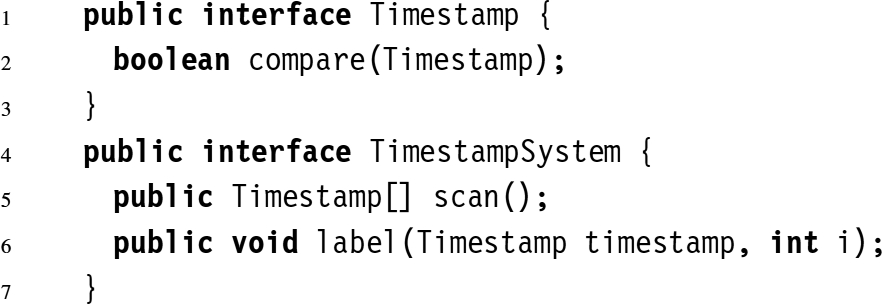 1 public interface Timestamp {
2 boolean compare(Timestamp);
3 }
4 public interface TimestampSystem {
5 public Timestamp[] scan();
6 public void label(Timestamp timestamp, int i);
7 }